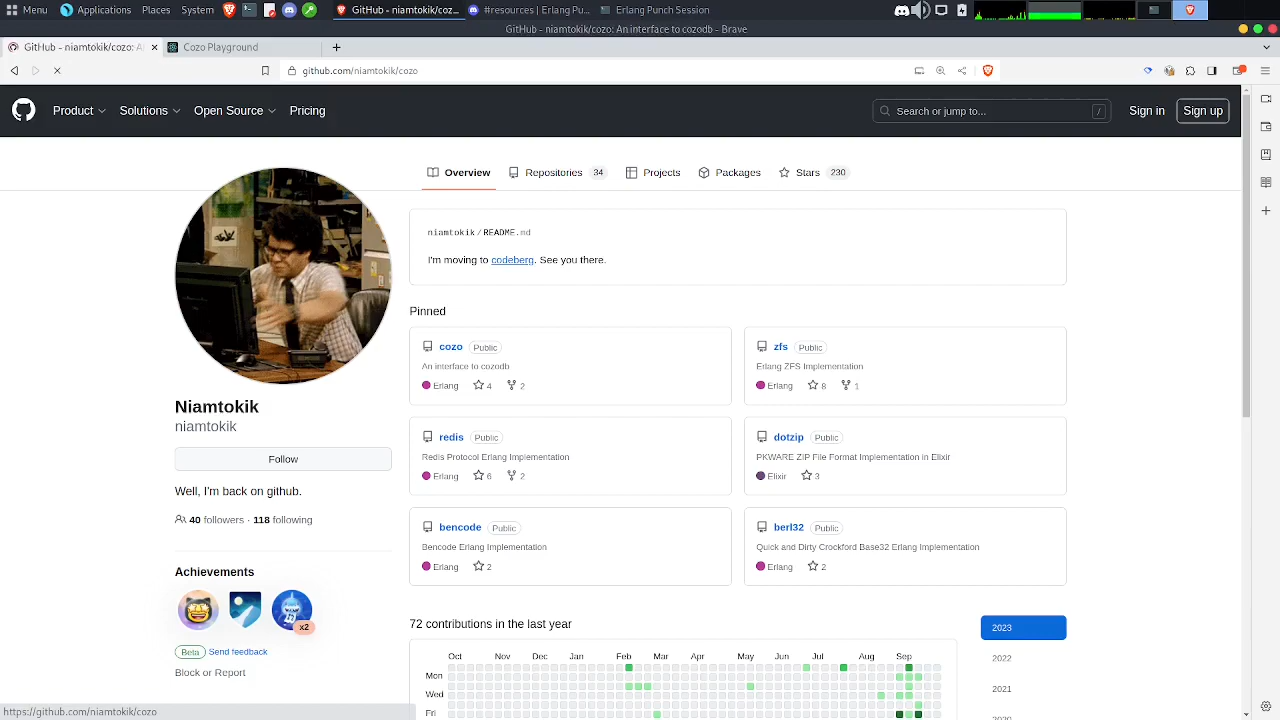 Menu Applications Places System GitHub - niamtokik/coz... #resources | Erlang Pu... Erlang Punch Session
GitHub - niamtokik/cozo: An interface to cozodb - Brave
GitHub - niamtokik/cozo: A Cozo Playground
github.com/niamtokik/cozo
Product Solutions Open Source Pricing Search or jump to... / Sign in Sign up
Overview Repositories 34 Projects Packages Stars 230
niamtokik / README.md
I'm moving to codeberg. See you there.
Pinned
cozo Public
An interface to cozodb
Erlang 4 2
zfs Public
Erlang ZFS Implementation
Erlang 8 1
redis Public
Redis Protocol Erlang Implementation
Erlang 6 2
dotzip Public
PKWARE ZIP File Format Implementation in Elixir
Elixir 3
bencode Public
Bencode Erlang Implementation
Erlang 2
berl32 Public
Quick and Dirty Crockford Base32 Erlang Implementation
Erlang 2
Niamtokik
niamtokik
Follow
Well, I'm back on github.
40 followers · 118 following
Achievements
x2
Beta Send feedback
Block or Report
72 contributions in the last year
Oct Nov Dec Jan Feb Mar Apr May Jun Jul Aug Sep
Mon
Wed
Fri
2023
2022
2021
2020
https://github.com/niamtokik/cozo